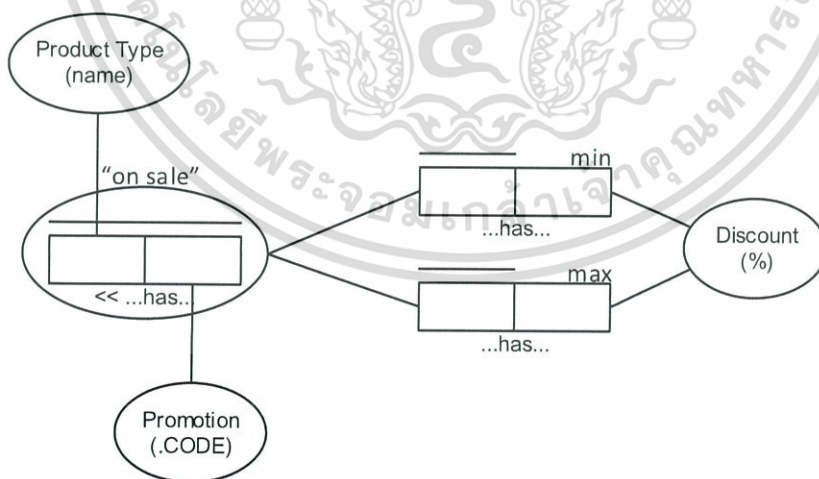 Product Type
(name)
"on sale"
<< ...has...
Promotion
(.CODE)
min
...has...
max
...has...
Discount
(%)